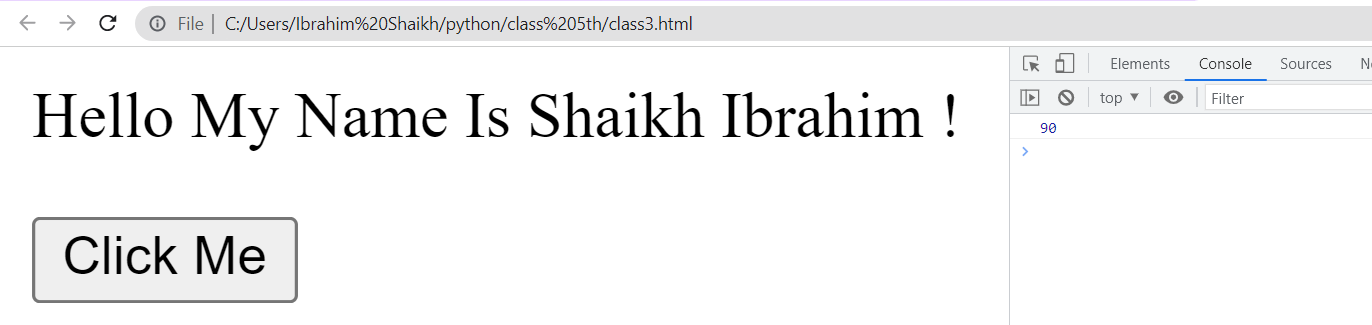 File | C:/Users/Ibrahim%20Shaikh/python/class%205th/class3.html
Elements Console Sources N
top ▼ Filter
Hello My Name Is Shaikh Ibrahim !
90
Click Me